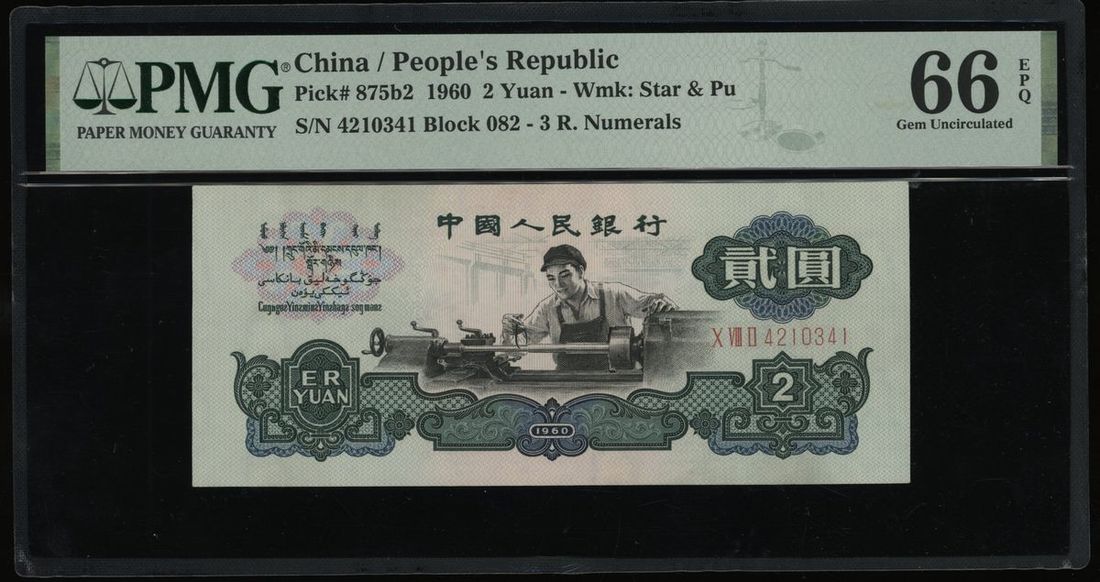 PMG®
PAPER MONEY GUARANTY
China / People's Republic
Pick# 875b2 1960 2 Yuan - Wmk: Star & Pu
S/N 4210341 Block 082 - 3 R. Numerals
66
EPQ
Gem Uncirculated
中國人民銀行
སྒོར་གཉིས
貳圓
X VIII II 4210341
ER
YUAN
1960
2